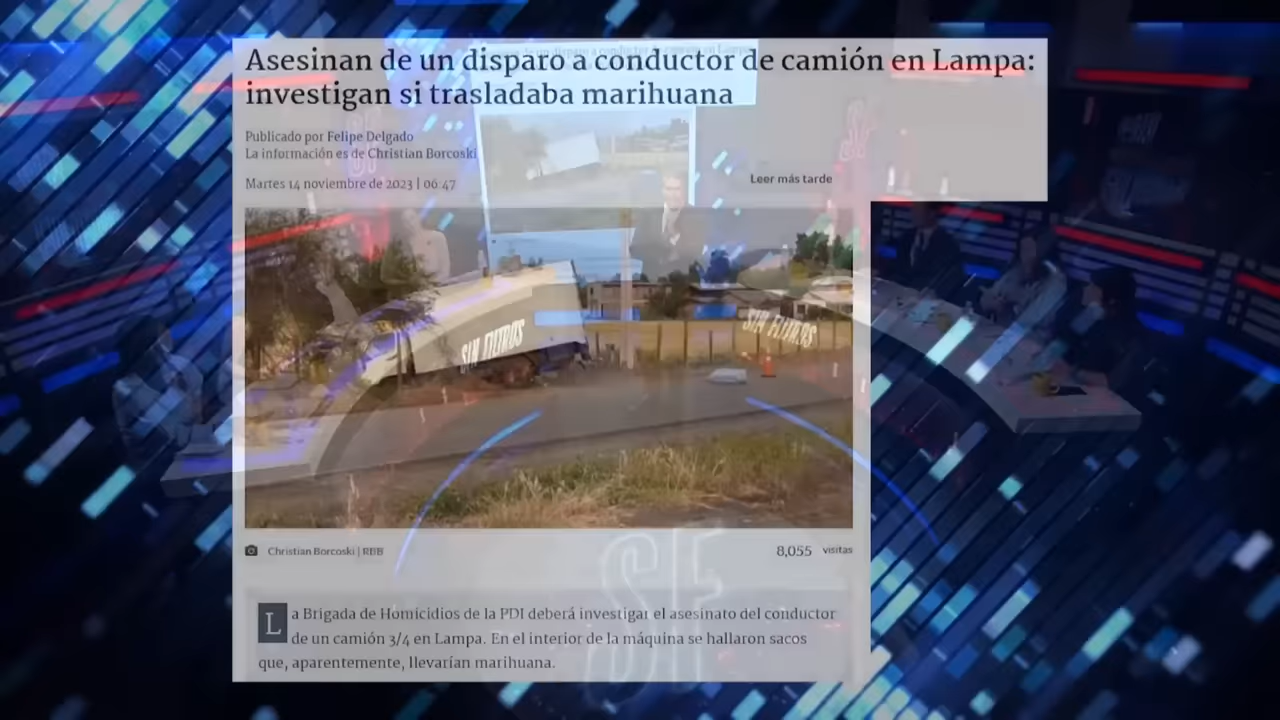 Asesinan de un disparo a conductor de camión en Lampa:
investigan si trasladaba marihuana
Publicado por Felipe Delgado
La información es de Christian Borcoski
Martes 14 noviembre de 2023 | 06:47
Leer más tarde
SIN FILTROS
SIN FILTROS
Christian Borcoski | RBB
8,055 visitas
SF
La Brigada de Homicidios de la PDI deberá investigar el asesinato del conductor
de un camión 3/4 en Lampa. En el interior de la máquina se hallaron sacos
que, aparentemente, llevarían marihuana.